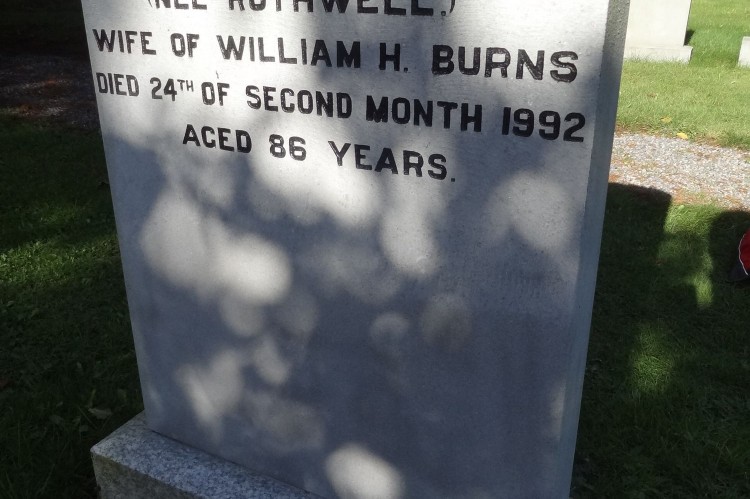 (NEE ROTHWELL.)
WIFE OF WILLIAM H. BURNS
DIED 24TH OF SECOND MONTH 1992
AGED 86 YEARS.